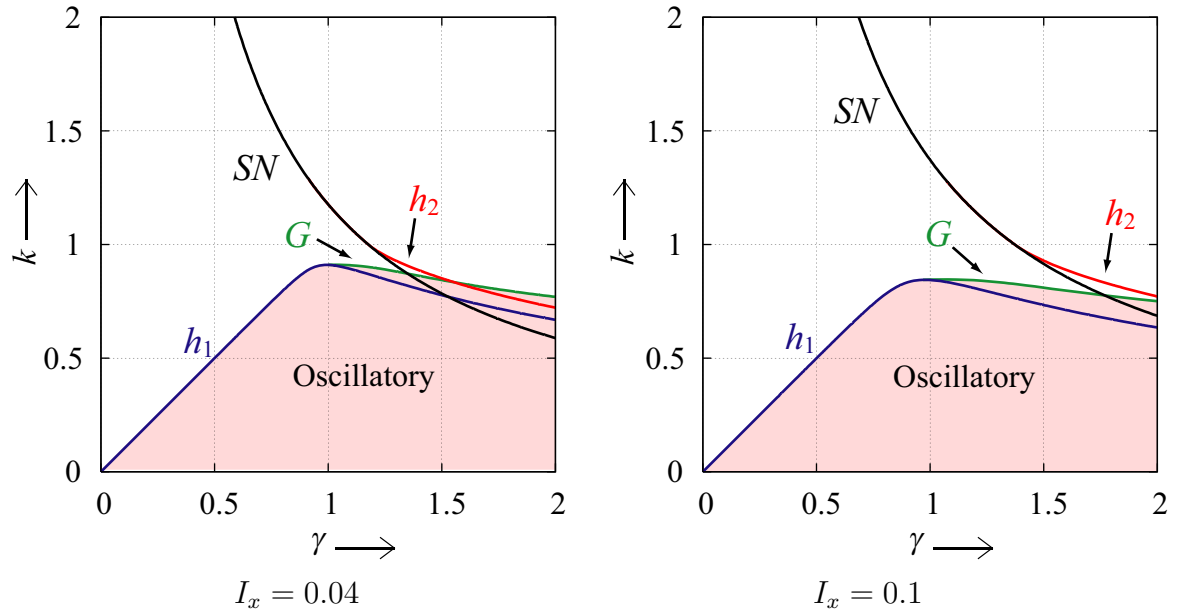 2
1.5
1
0.5
0
k
SN
h2
G
h1
Oscillatory
0 0.5 1 1.5 2
γ
I_x = 0.04
2
1.5
1
0.5
0
k
SN
h2
G
h1
Oscillatory
0 0.5 1 1.5 2
γ
I_x = 0.1